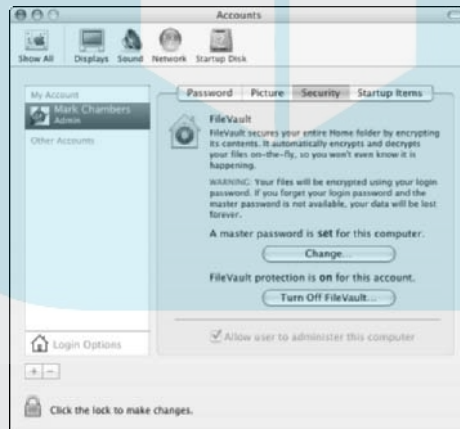 Accounts
Show All Displays Sound Network Startup Disk
My Account
Mark Chambers
Admin
Other Accounts
Login Options
Password Picture Security Startup Items
FileVault
FileVault secures your entire Home folder by encrypting
its contents. It automatically encrypts and decrypts
your files on-the-fly, so you won't even know it is
happening.
WARNING: Your files will be encrypted using your login
password. If you forget your login password and the
master password is not available, your data will be lost
forever.
A master password is set for this computer.
Change...
FileVault protection is on for this account.
Turn Off FileVault...
Allow user to administer this computer
Click the lock to make changes.